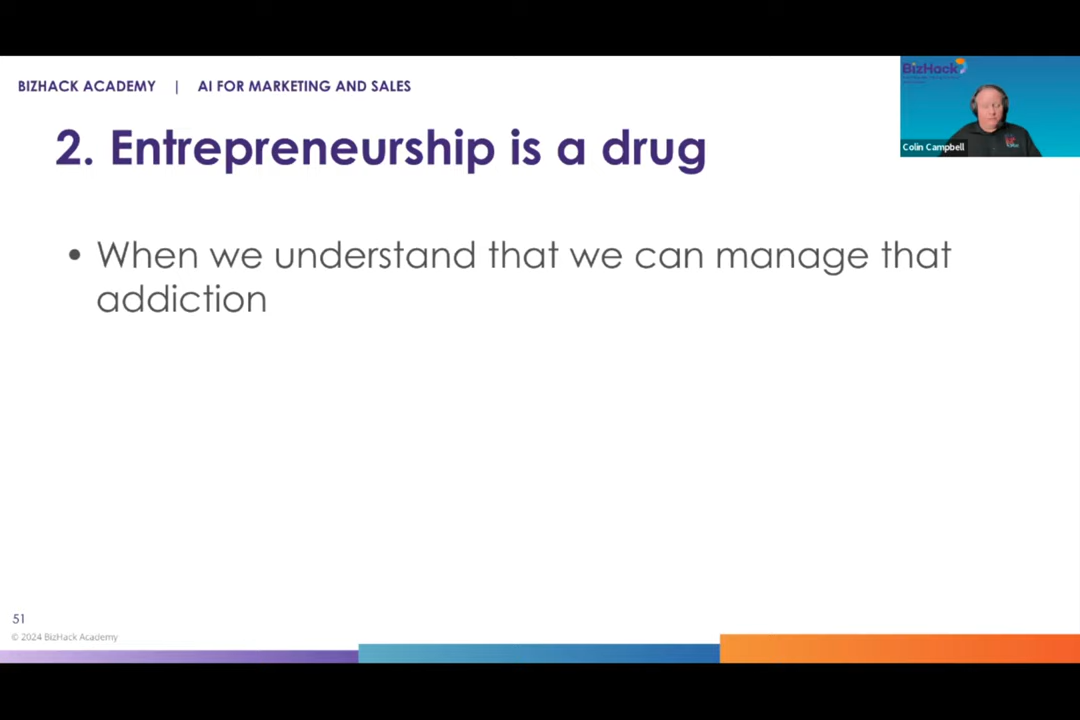 BIZHACK ACADEMY | AI FOR MARKETING AND SALES
BizHack
Colin Campbell
2. Entrepreneurship is a drug
• When we understand that we can manage that
addiction
51
© 2024 BizHack Academy